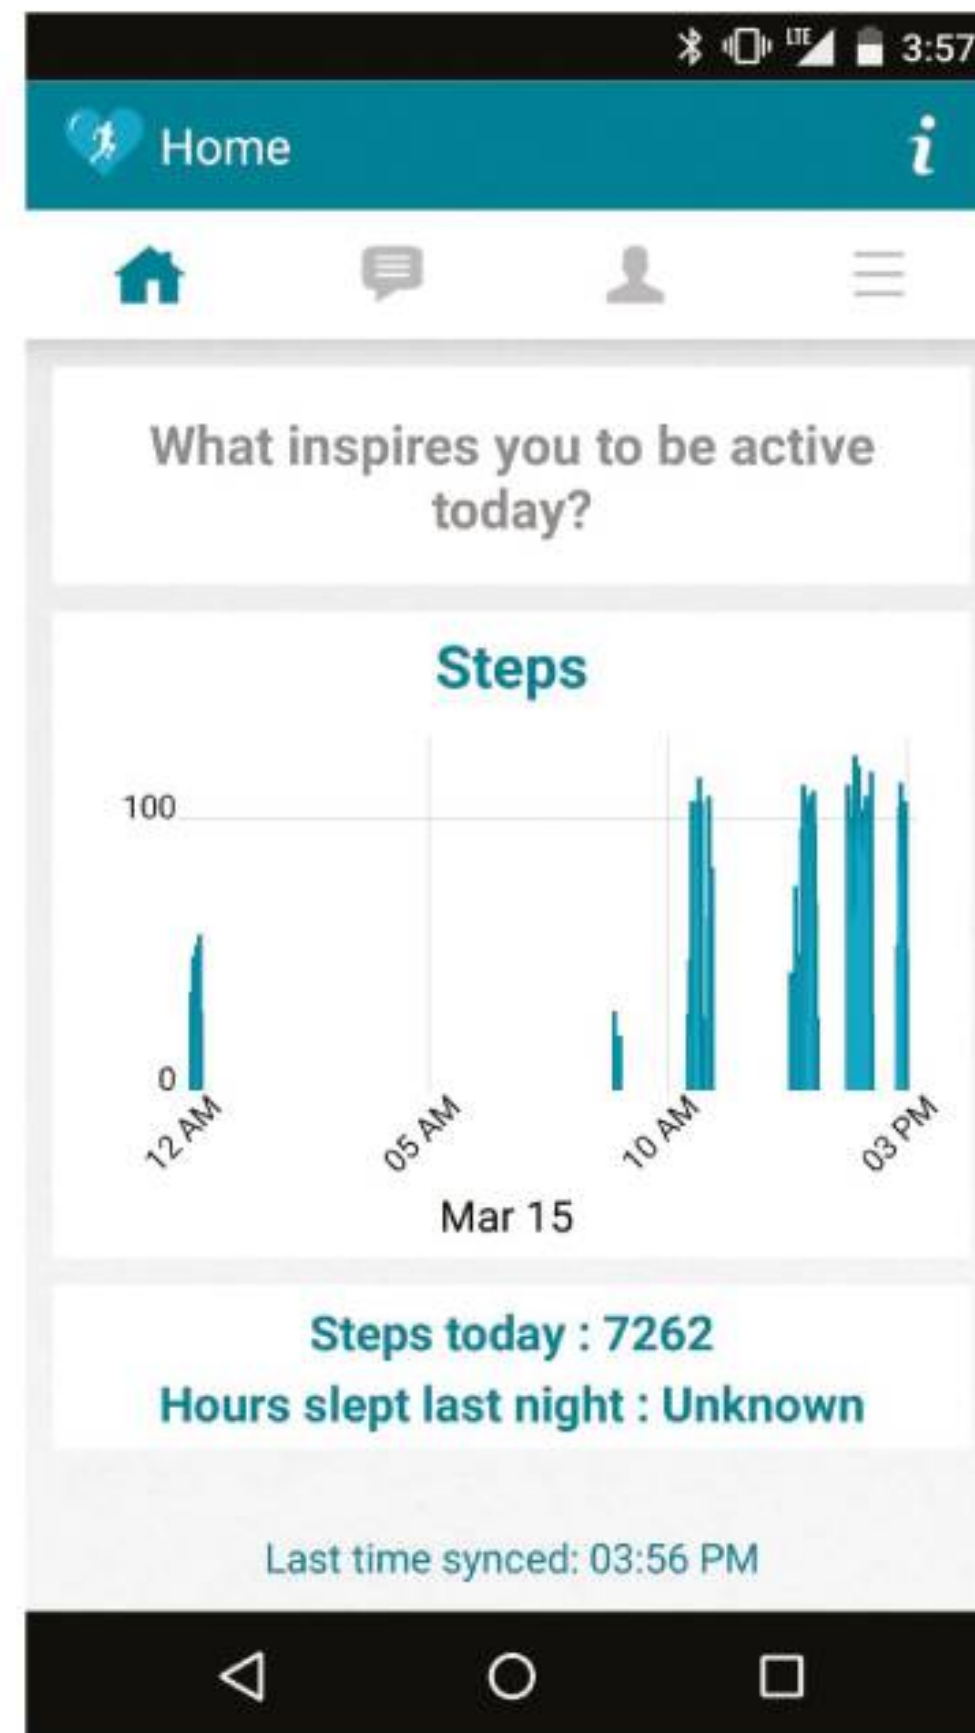 LTE 3:57
Home
What inspires you to be active
today?
Steps
100
0
12 AM 05 AM 10 AM 03 PM
Mar 15
Steps today : 7262
Hours slept last night : Unknown
Last time synced: 03:56 PM